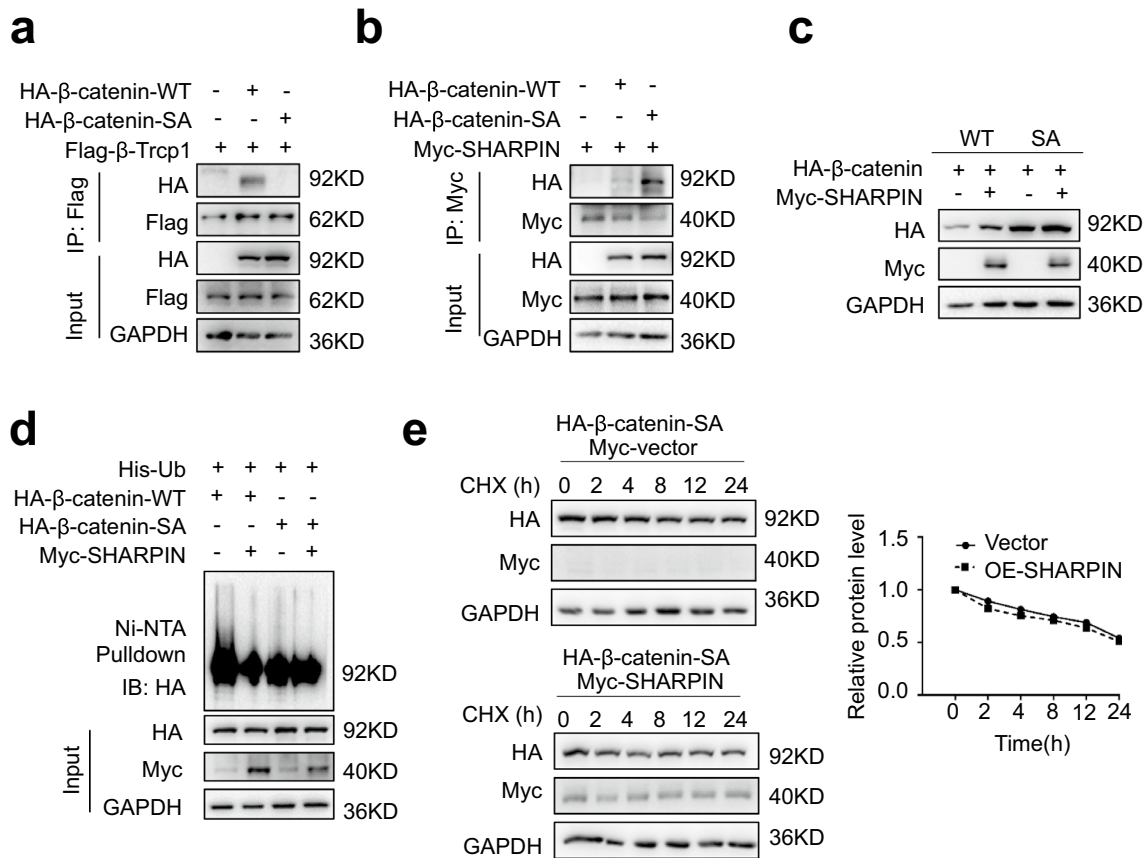 a
HA-β-catenin-WT - + -
HA-β-catenin-SA - - +
Flag-β-Trcp1 + + +
IP: Flag
HA 92KD
Flag 62KD
Input
HA 92KD
Flag 62KD
GAPDH 36KD
b
HA-β-catenin-WT - + -
HA-β-catenin-SA - - +
Myc-SHARPIN + + +
IP: Myc
HA 92KD
Myc 40KD
Input
HA 92KD
Myc 40KD
GAPDH 36KD
c
WT SA
HA-β-catenin + + + +
Myc-SHARPIN - + - +
HA 92KD
Myc 40KD
GAPDH 36KD
d
His-Ub + + + +
HA-β-catenin-WT + + - -
HA-β-catenin-SA - - + +
Myc-SHARPIN - + - +
Ni-NTA
Pulldown
IB: HA 92KD
Input
HA 92KD
Myc 40KD
GAPDH 36KD
e
HA-β-catenin-SA
Myc-vector
CHX (h) 0 2 4 8 12 24
HA 92KD
Myc 40KD
GAPDH 36KD
HA-β-catenin-SA
Myc-SHARPIN
CHX (h) 0 2 4 8 12 24
HA 92KD
Myc 40KD
GAPDH 36KD
Relative protein level
1.5
1.0
0.5
0.0
Vector
OE-SHARPIN
0 2 4 8 12 24
Time(h)